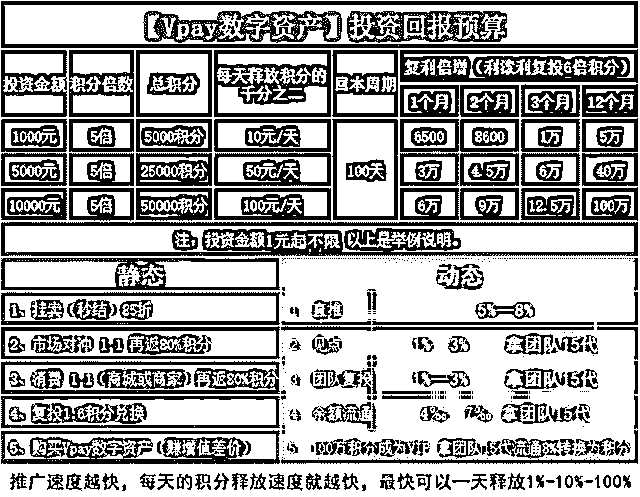 【Vpay数字资产】投资回报预算
投资金额 积分倍数 总积分 每天释放积分的千分之二 回本周期 复利倍增（利滚利复投6倍积分）
1个月 2个月 3个月 12个月
1000元 5倍 5000积分 10元/天 100天 6500 8600 1万 5万
5000元 5倍 25000积分 50元/天 3万 4.5万 6万 40万
10000元 5倍 50000积分 100元/天 6万 9万 12.5万 100万
注：投资金额1元起不限 以上是举例说明。
静态 动态
1、挂卖（秒结）85折 1、直推 5%—8%
2、市场对冲 1-1 再返80%积分 2、见点 1%—3% 拿团队15代
3、消费 1-1（商城或商家）再返80%积分 3、团队复投 1%—3% 拿团队15代
4、复投1:6积分兑换 4、余额流通 4‰ 7‰ 拿团队15代
5、购买Vpay数字资产（赚增值差价） 5、100万积分成为VIP 拿团队15代流通 转换为积分
推广速度越快，每天的积分释放速度就越快，最快可以一天释放1%-10%-100%